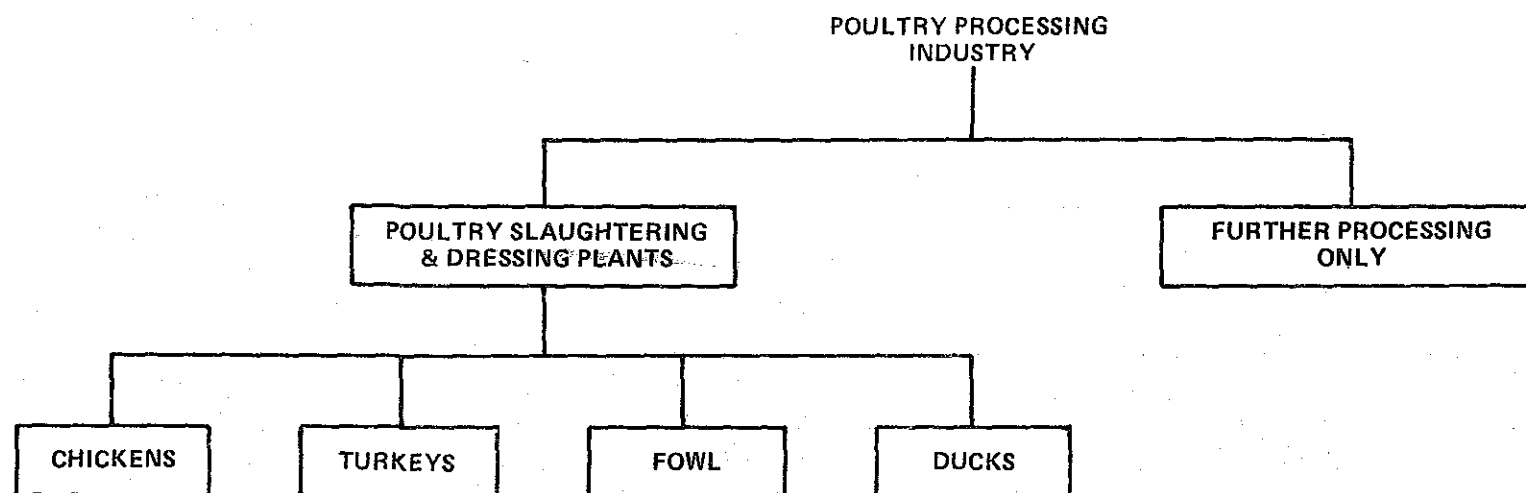 POULTRY PROCESSING
INDUSTRY
POULTRY SLAUGHTERING
& DRESSING PLANTS
FURTHER PROCESSING
ONLY
CHICKENS
TURKEYS
FOWL
DUCKS